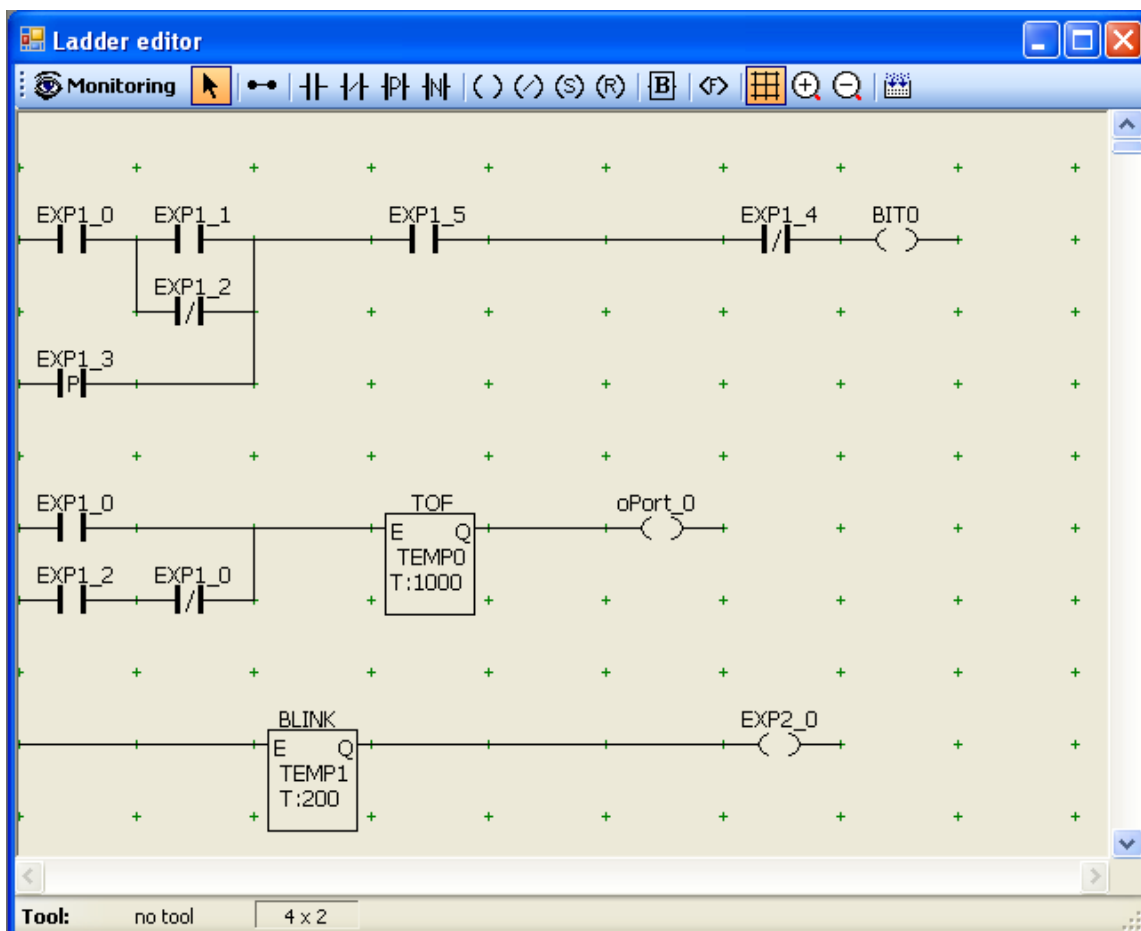 Ladder editor
Monitoring P N ( ) (/) (S) (R) B <F>
EXP1_0 EXP1_1 EXP1_5 EXP1_4 BIT0
EXP1_2
EXP1_3
P
EXP1_0 TOF oPort_0
E Q
TEMP0
EXP1_2 EXP1_0 T:1000
BLINK EXP2_0
E Q
TEMP1
T:200
Tool: no tool 4 x 2